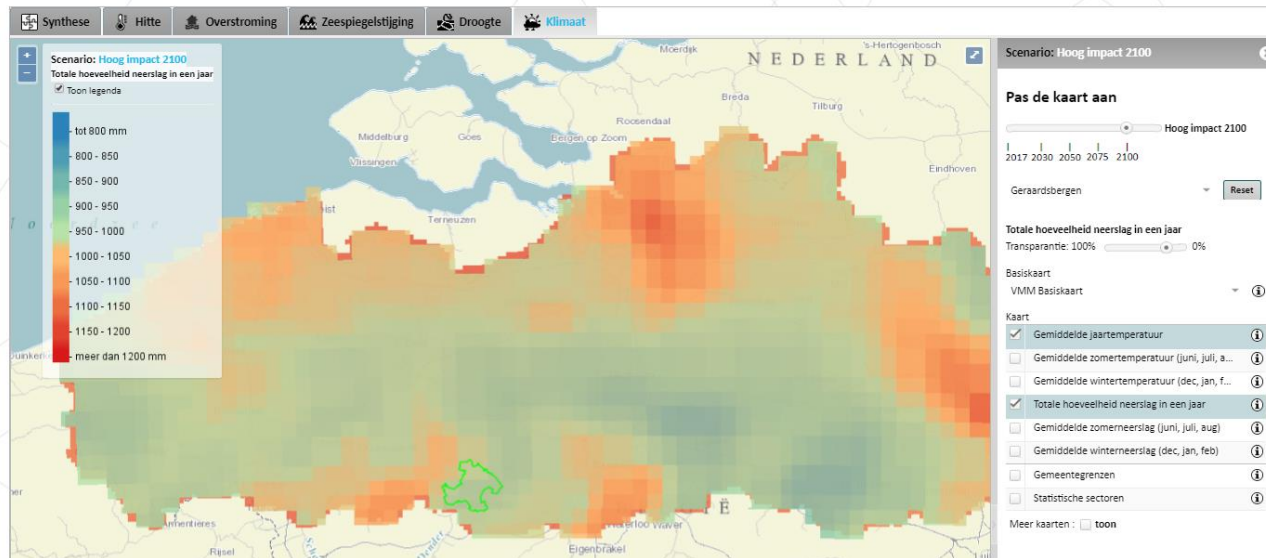 Synthese Hitte Overstroming Zeespiegelstijging Droogte Klimaat
+
−
Scenario: Hoog impact 2100
Totale hoeveelheid neerslag in een jaar
Toon legenda
tot 800 mm
800 - 850
850 - 900
900 - 950
950 - 1000
1000 - 1050
1050 - 1100
1100 - 1150
1150 - 1200
meer dan 1200 mm
Moerdijk
's-Hertogenbosch
NEDERLAND
Breda
Tilburg
Roosendaal
Middelburg
Goes
Bergen op Zoom
Vlissingen
Eindhoven
Terneuzen
Armentieres
Rijsel
Dender
Waver
Ë
Eigenbrakel
Scenario: Hoog impact 2100
Pas de kaart aan
Hoog impact 2100
2017 2030 2050 2075 2100
Geraardsbergen
Reset
Totale hoeveelheid neerslag in een jaar
Transparantie: 100% 0%
Basiskaart
VMM Basiskaart
Kaart
Gemiddelde jaartemperatuur
Gemiddelde zomertemperatuur (juni, juli, a...
Gemiddelde wintertemperatuur (dec, jan, f...
Totale hoeveelheid neerslag in een jaar
Gemiddelde zomerneerslag (juni, juli, aug)
Gemiddelde winterneerslag (dec, jan, feb)
Gemeentegrenzen
Statistische sectoren
Meer kaarten : toon